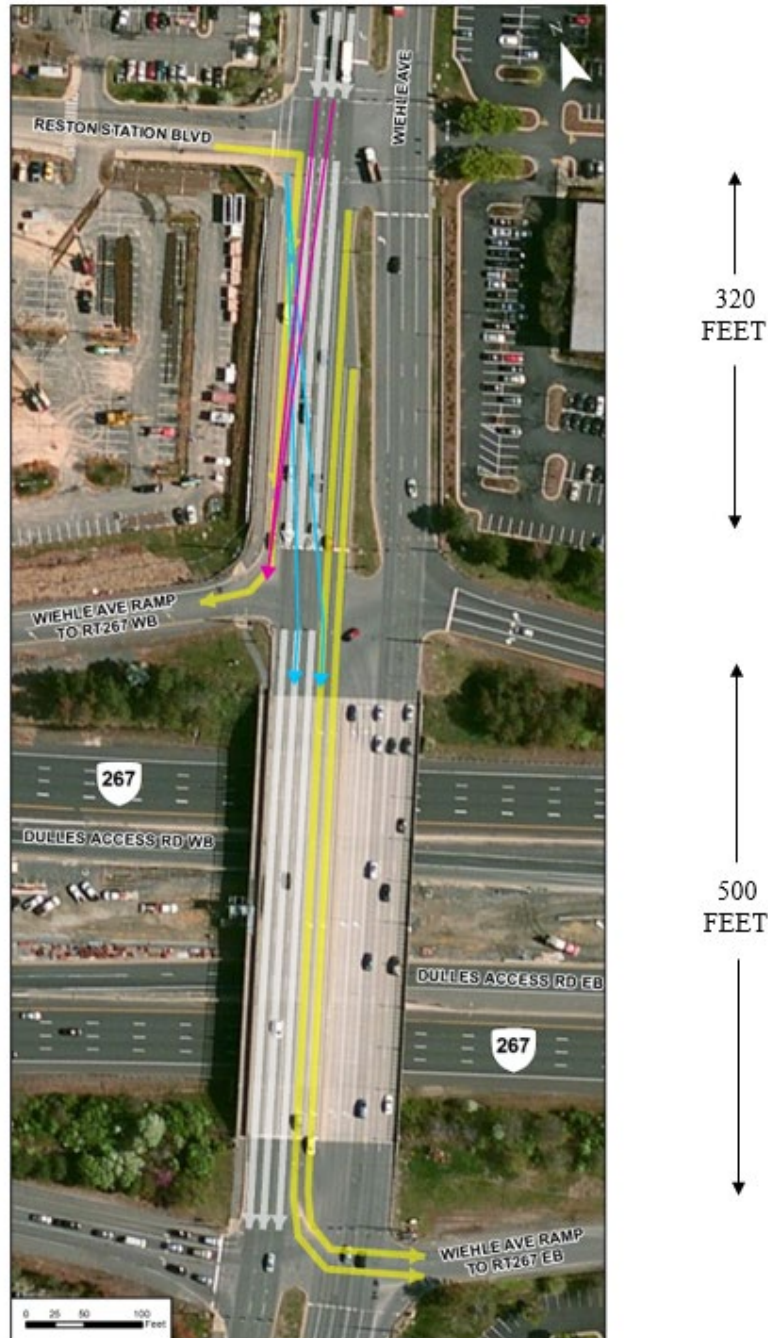 N
WIEHLE AVE
RESTON STATION BLVD
320
FEET
WIEHLE AVE RAMP
TO RT267 WB
267
DULLES ACCESS RD WB
500
FEET
DULLES ACCESS RD EB
267
WIEHLE AVE RAMP
TO RT267 EB
0 25 50 100
Feet